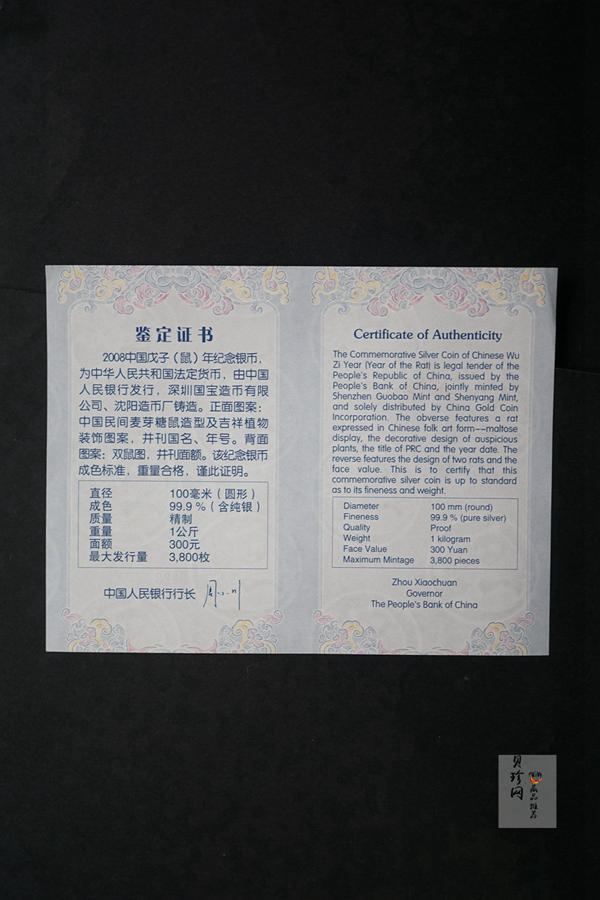 鉴定证书
2008中国戊子（鼠）年纪念银币，
为中华人民共和国法定货币，由中国
人民银行发行，深圳国宝造币有限
公司、沈阳造币厂铸造。正面图案：
中国民间麦芽糖鼠造型及吉祥植物
装饰图案，并刊国名、年号。背面
图案：双鼠图，并刊面额。该纪念银币
成色标准，重量合格，谨此证明。
直径 100毫米（圆形）
成色 99.9 %（含纯银）
质量 精制
重量 1公斤
面额 300元
最大发行量 3,800枚
中国人民银行行长 周小川
Certificate of Authenticity
The Commemorative Silver Coin of Chinese Wu
Zi Year (Year of the Rat) is legal tender of the
People's Republic of China, issued by the
People's Bank of China, jointly minted by
Shenzhen Guobao Mint and Shenyang Mint,
and solely distributed by China Gold Coin
Incorporation. The obverse features a rat
expressed in Chinese folk art form--maltose
display, the decorative design of auspicious
plants, the title of PRC and the year date. The
reverse features the design of two rats and the
face value. This is to certify that this
commemorative silver coin is up to standard
as to its fineness and weight.
Diameter 100 mm (round)
Fineness 99.9 % (pure silver)
Quality Proof
Weight 1 kilogram
Face Value 300 Yuan
Maximum Mintage 3,800 pieces
Zhou Xiaochuan
Governor
The People's Bank of China
贝珍网
藏品推荐